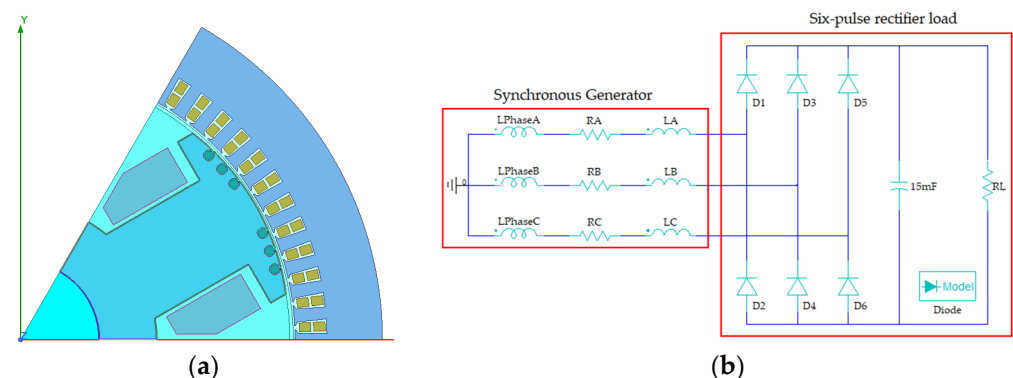 Y
(a)
Six-pulse rectifier load
Synchronous Generator
D1 D3 D5
LPhaseA RA LA
0
LPhaseB RB LB
LPhaseC RC LC
15mF RL
D2 D4 D6
Model
Diode
(b)